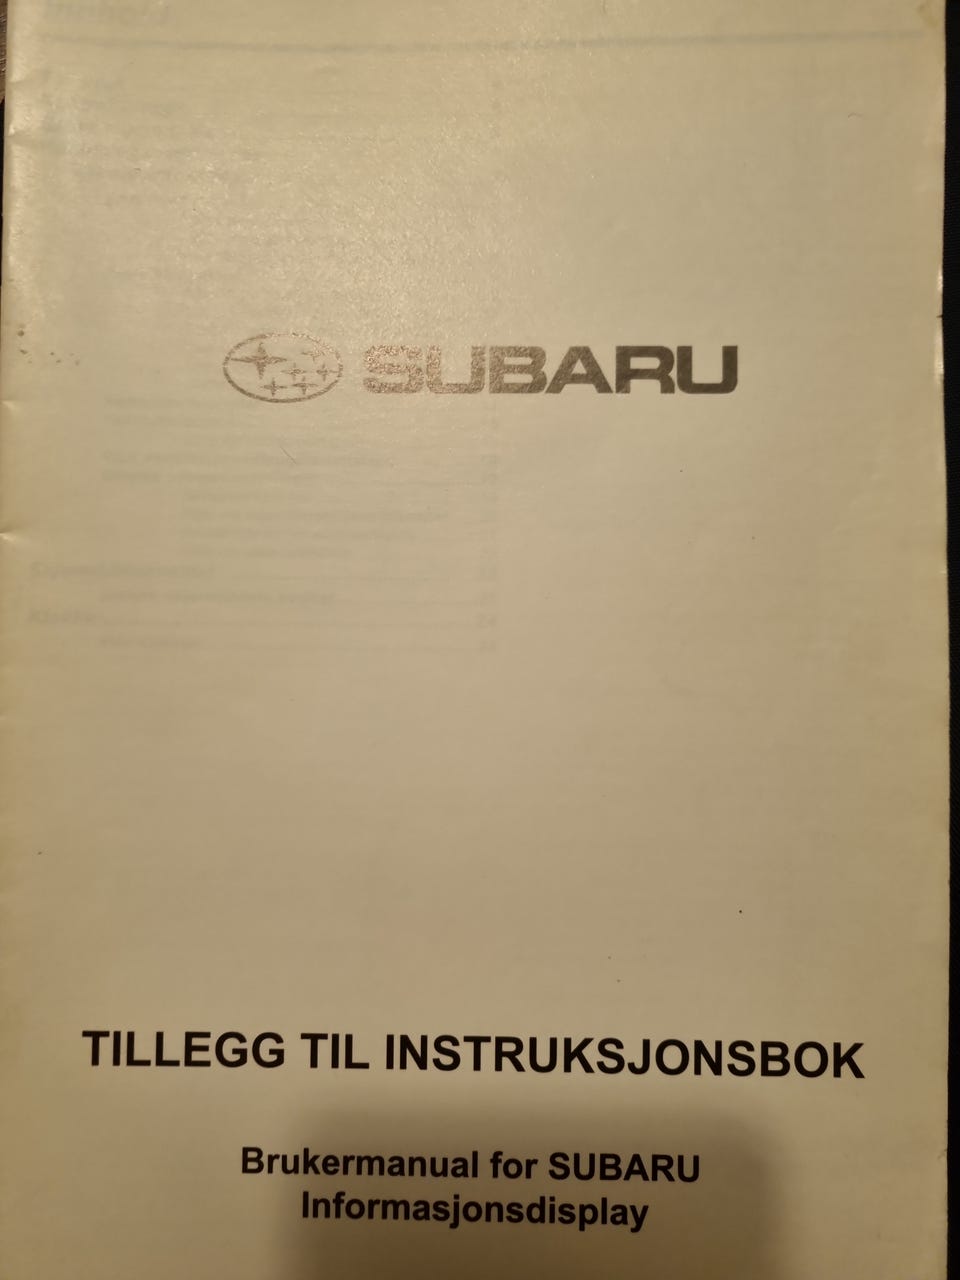 SUBARU
TILLEGG TIL INSTRUKSJONSBOK
Brukermanual for SUBARU
Informasjonsdisplay